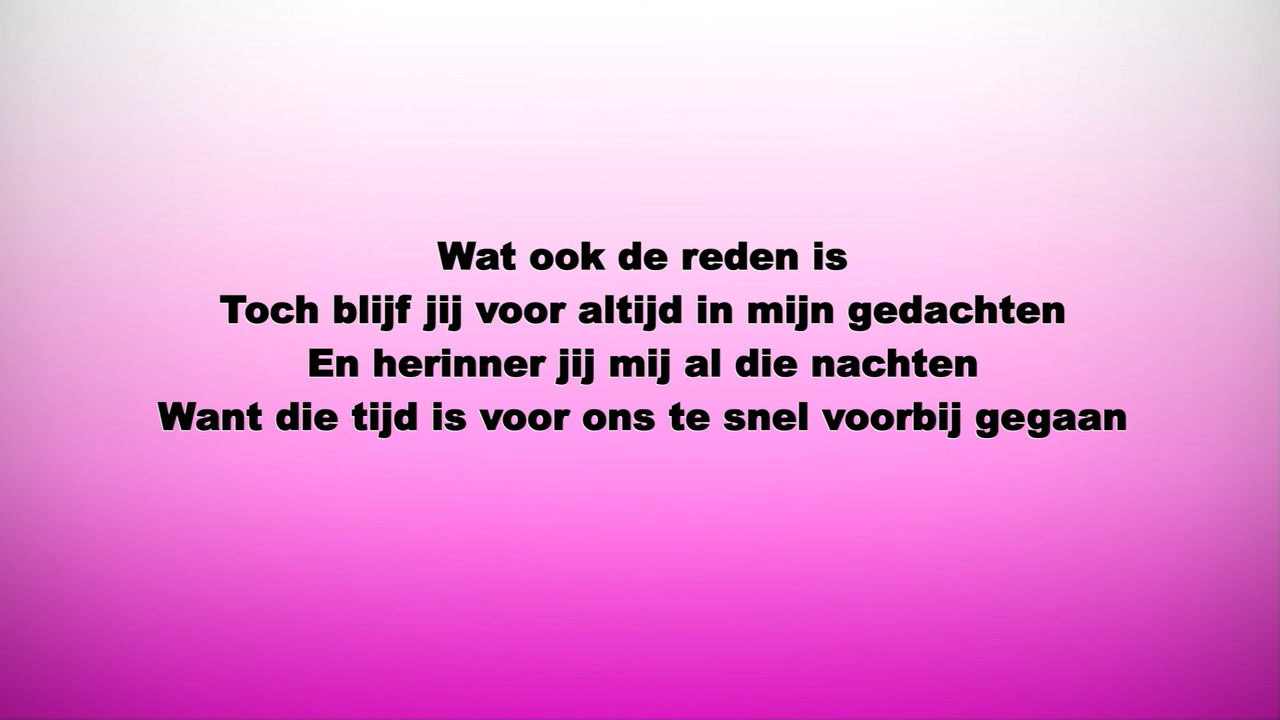 Wat ook de reden is
Toch blijf jij voor altijd in mijn gedachten
En herinner jij mij al die nachten
Want die tijd is voor ons te snel voorbij gegaan